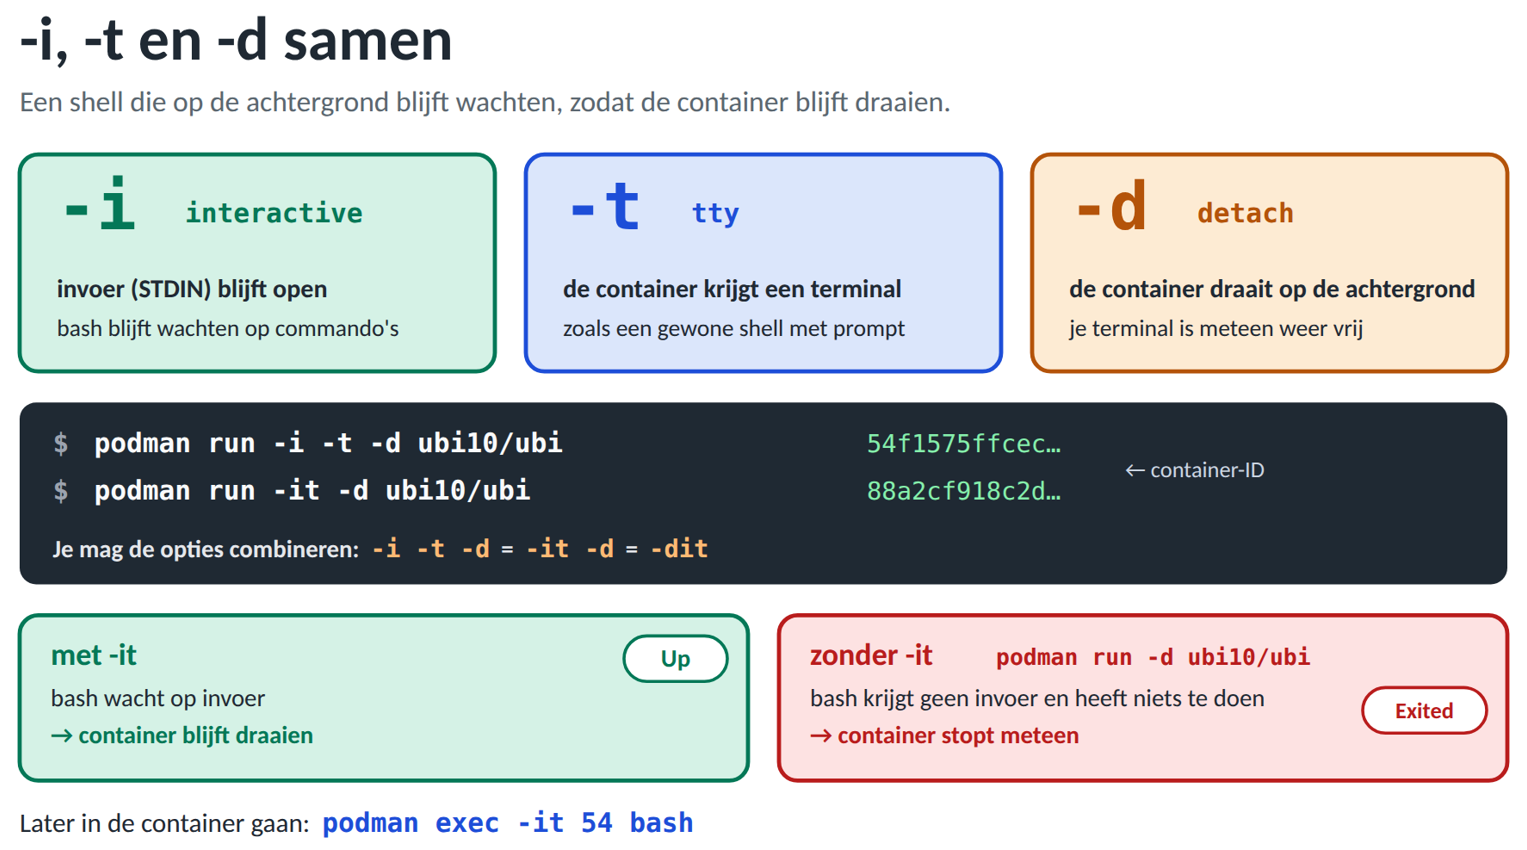 -i, -t en -d samen
Een shell die op de achtergrond blijft wachten, zodat de container blijft draaien.
-i interactive
invoer (STDIN) blijft open
bash blijft wachten op commando's
-t tty
de container krijgt een terminal
zoals een gewone shell met prompt
-d detach
de container draait op de achtergrond
je terminal is meteen weer vrij
$ podman run -i -t -d ubi10/ubi 54f1575ffcec…
$ podman run -it -d ubi10/ubi 88a2cf918c2d…
← container-ID
Je mag de opties combineren: -i -t -d = -it -d = -dit
met -it Up
bash wacht op invoer
→ container blijft draaien
zonder -it podman run -d ubi10/ubi
bash krijgt geen invoer en heeft niets te doen
Exited
→ container stopt meteen
Later in de container gaan: podman exec -it 54 bash